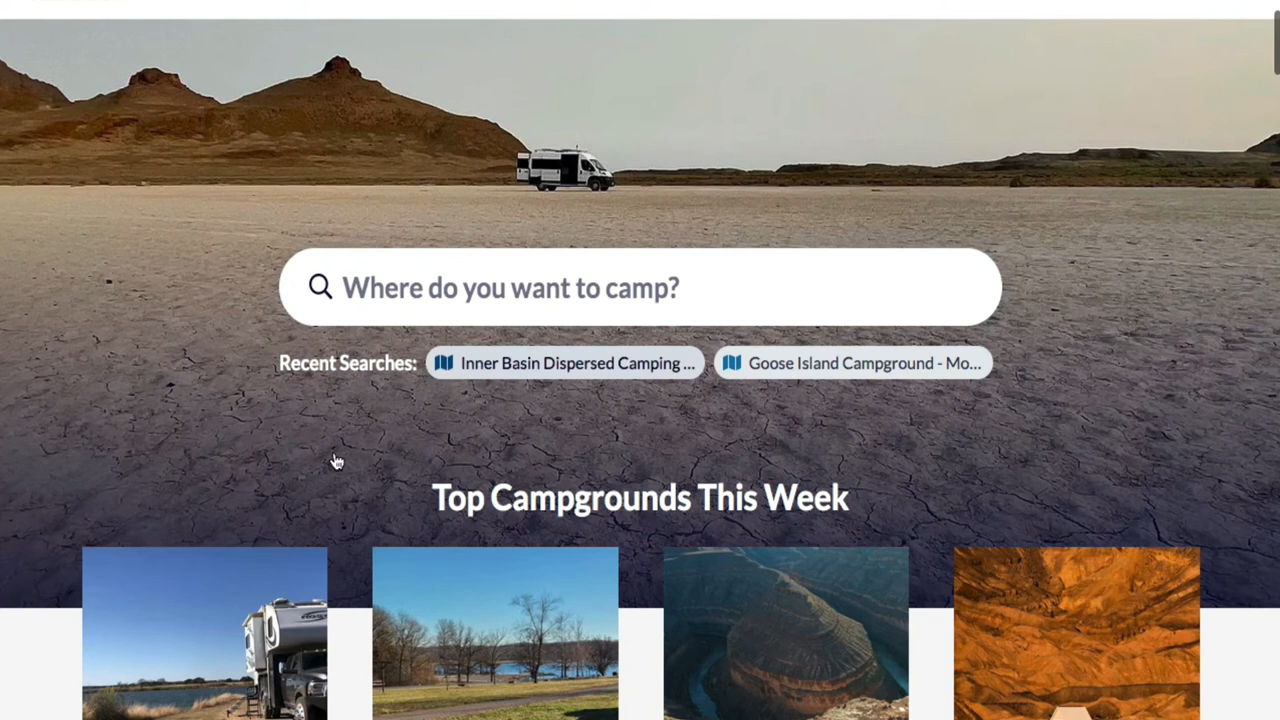 Where do you want to camp?
Recent Searches: Inner Basin Dispersed Camping ... Goose Island Campground - Mo...
Top Campgrounds This Week